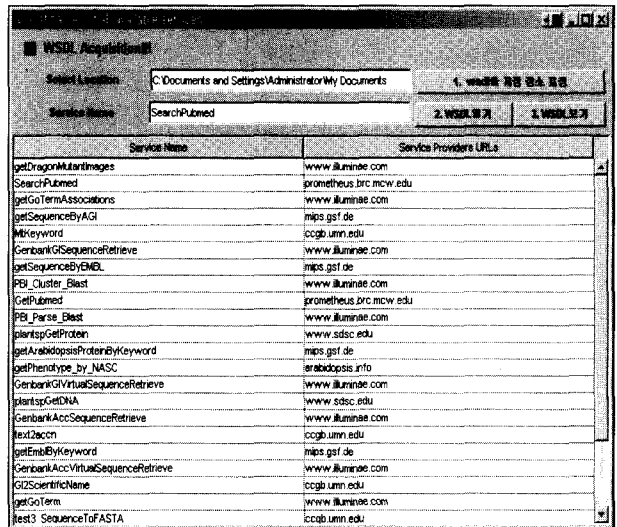 WSDL Acquisition
Select Location C:\Documents and Settings\Administrator\My Documents
Service Name SearchPubmed 2. WSDL 3. WSDL
Service Name Service Providers URLs
getDragonMutantImages www.illuminae.com
SearchPubmed prometheus.brc.mcw.edu
getGoTermAssociations www.illuminae.com
getSequenceByAGI mips.gsf.de
MtKeyword ccgb.umn.edu
GenbankGISequenceRetrieve www.illuminae.com
getSequenceByEMBL mips.gsf.de
PBI_Cluster_Blast www.illuminae.com
GetPubmed prometheus.brc.mcw.edu
PBI_Parse_Blast www.illuminae.com
plantspGetProtein www.sdsc.edu
getArabidopsisProteinByKeyword mips.gsf.de
getPhenotype_by_NASC arabidopsis.info
GenbankGIVirtualSequenceRetrieve www.illuminae.com
plantspGetDNA www.sdsc.edu
GenbankAccSequenceRetrieve www.illuminae.com
text2accn ccgb.umn.edu
getEmblByKeyword mips.gsf.de
GenbankAccVirtualSequenceRetrieve www.illuminae.com
GI2ScientificName ccgb.umn.edu
getGoTerm www.illuminae.com
test3_SequenceToFASTA ccgb.umn.edu